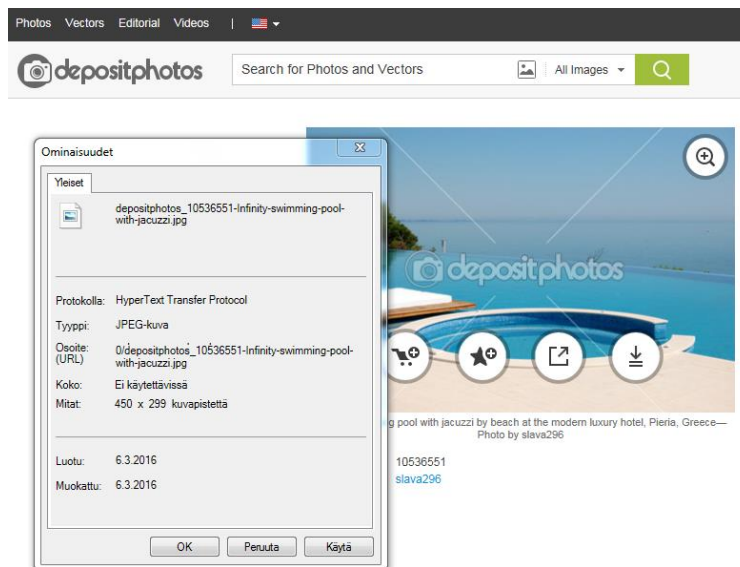 Photos Vectors Editorial Videos |
depositphotos
Search for Photos and Vectors All Images
Ominaisuudet
Yleiset
depositphotos_10536551-Infinity-swimming-pool-
with-jacuzzi.jpg
Protokolla: HyperText Transfer Protocol
Tyyppi: JPEG-kuva
Osoite: 0/depositphotos_10536551-Infinity-swimming-pool-
(URL) with-jacuzzi.jpg
Koko: Ei käytettävissä
Mitat: 450 x 299 kuvapistettä
Luotu: 6.3.2016
Muokattu: 6.3.2016
OK Peruuta Käytä
depositphotos
pool with jacuzzi by beach at the modern luxury hotel, Pieria, Greece—
Photo by slava296
10536551
slava296